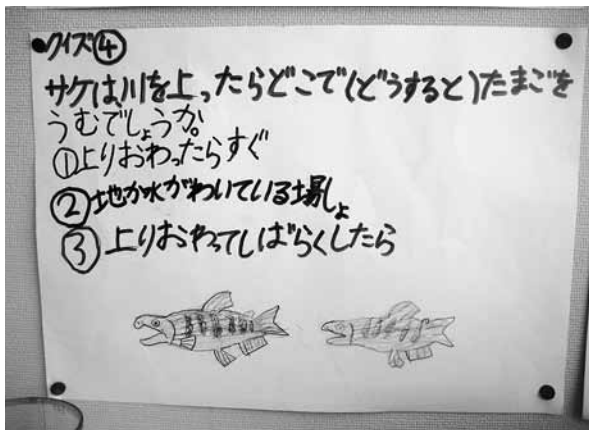 クイズ④
サケは川を上ったらどこで(どうすると)たまごを
うむでしょうか。
①上りおわったらすぐ
②地か水がわいている場しょ
③上りおわってしばらくしたら